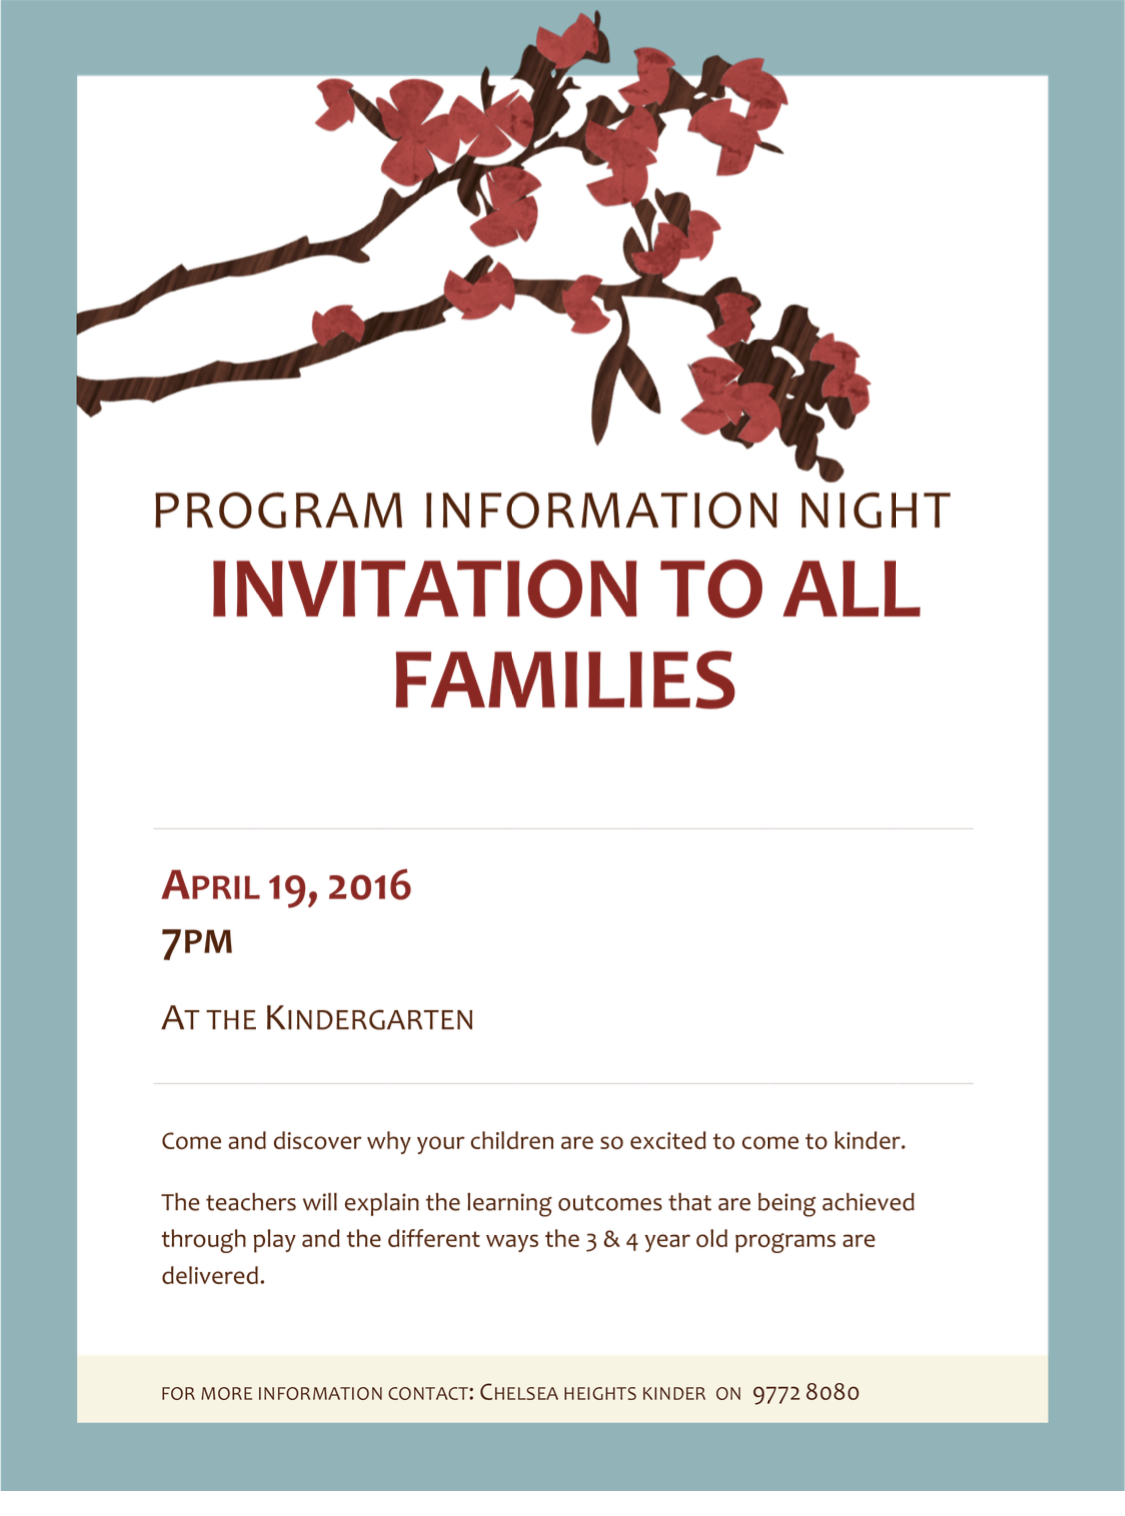 PROGRAM INFORMATION NIGHT
INVITATION TO ALL
FAMILIES
APRIL 19, 2016
7PM
AT THE KINDERGARTEN
Come and discover why your children are so excited to come to kinder.
The teachers will explain the learning outcomes that are being achieved
through play and the different ways the 3 & 4 year old programs are
delivered.
FOR MORE INFORMATION CONTACT: CHELSEA HEIGHTS KINDER ON 9772 8080